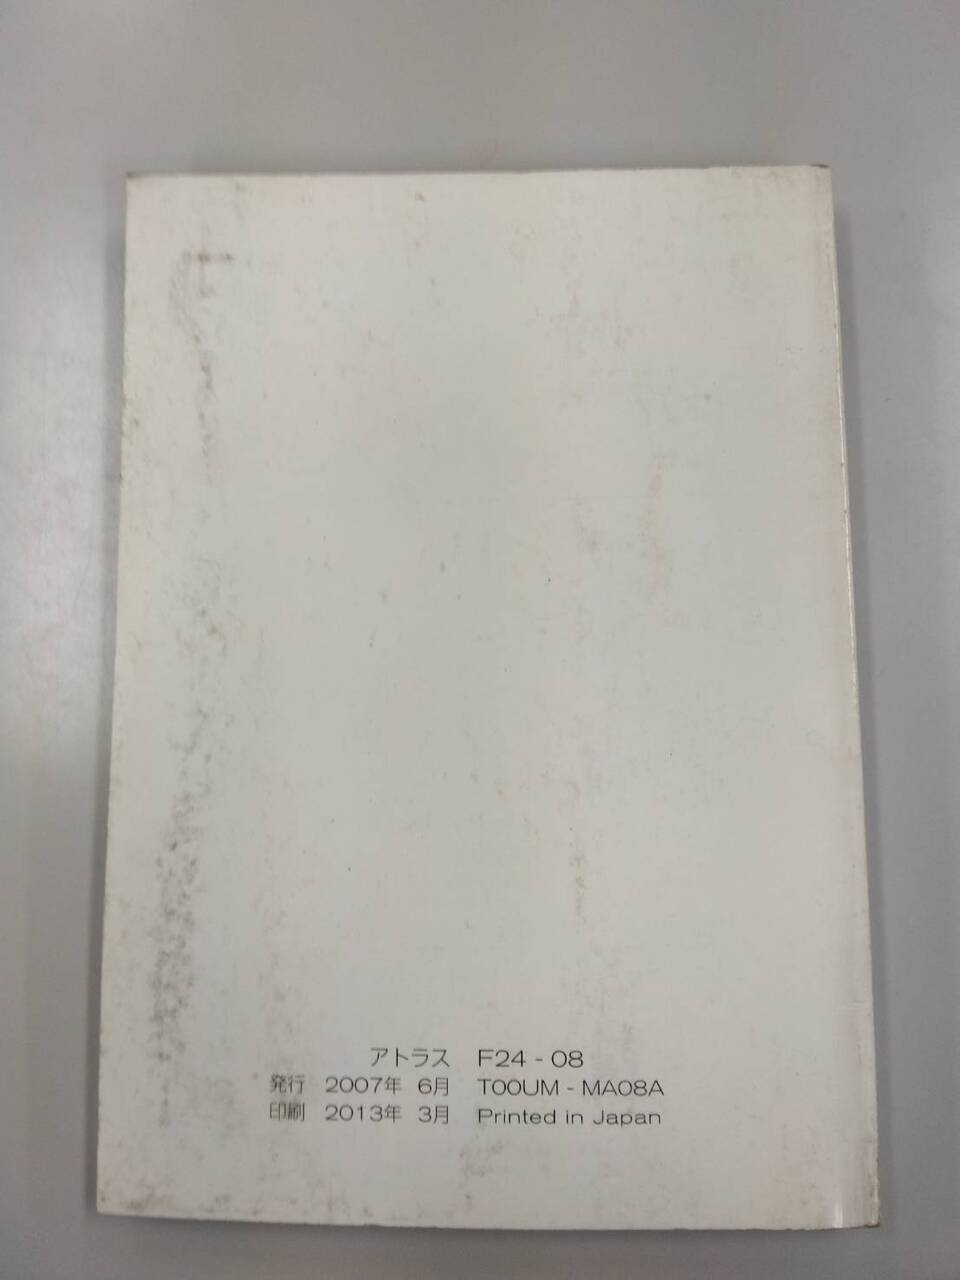 アトラス F24 - 08
発行 2007年 6月 T00UM - MA08A
印刷 2013年 3月 Printed in Japan